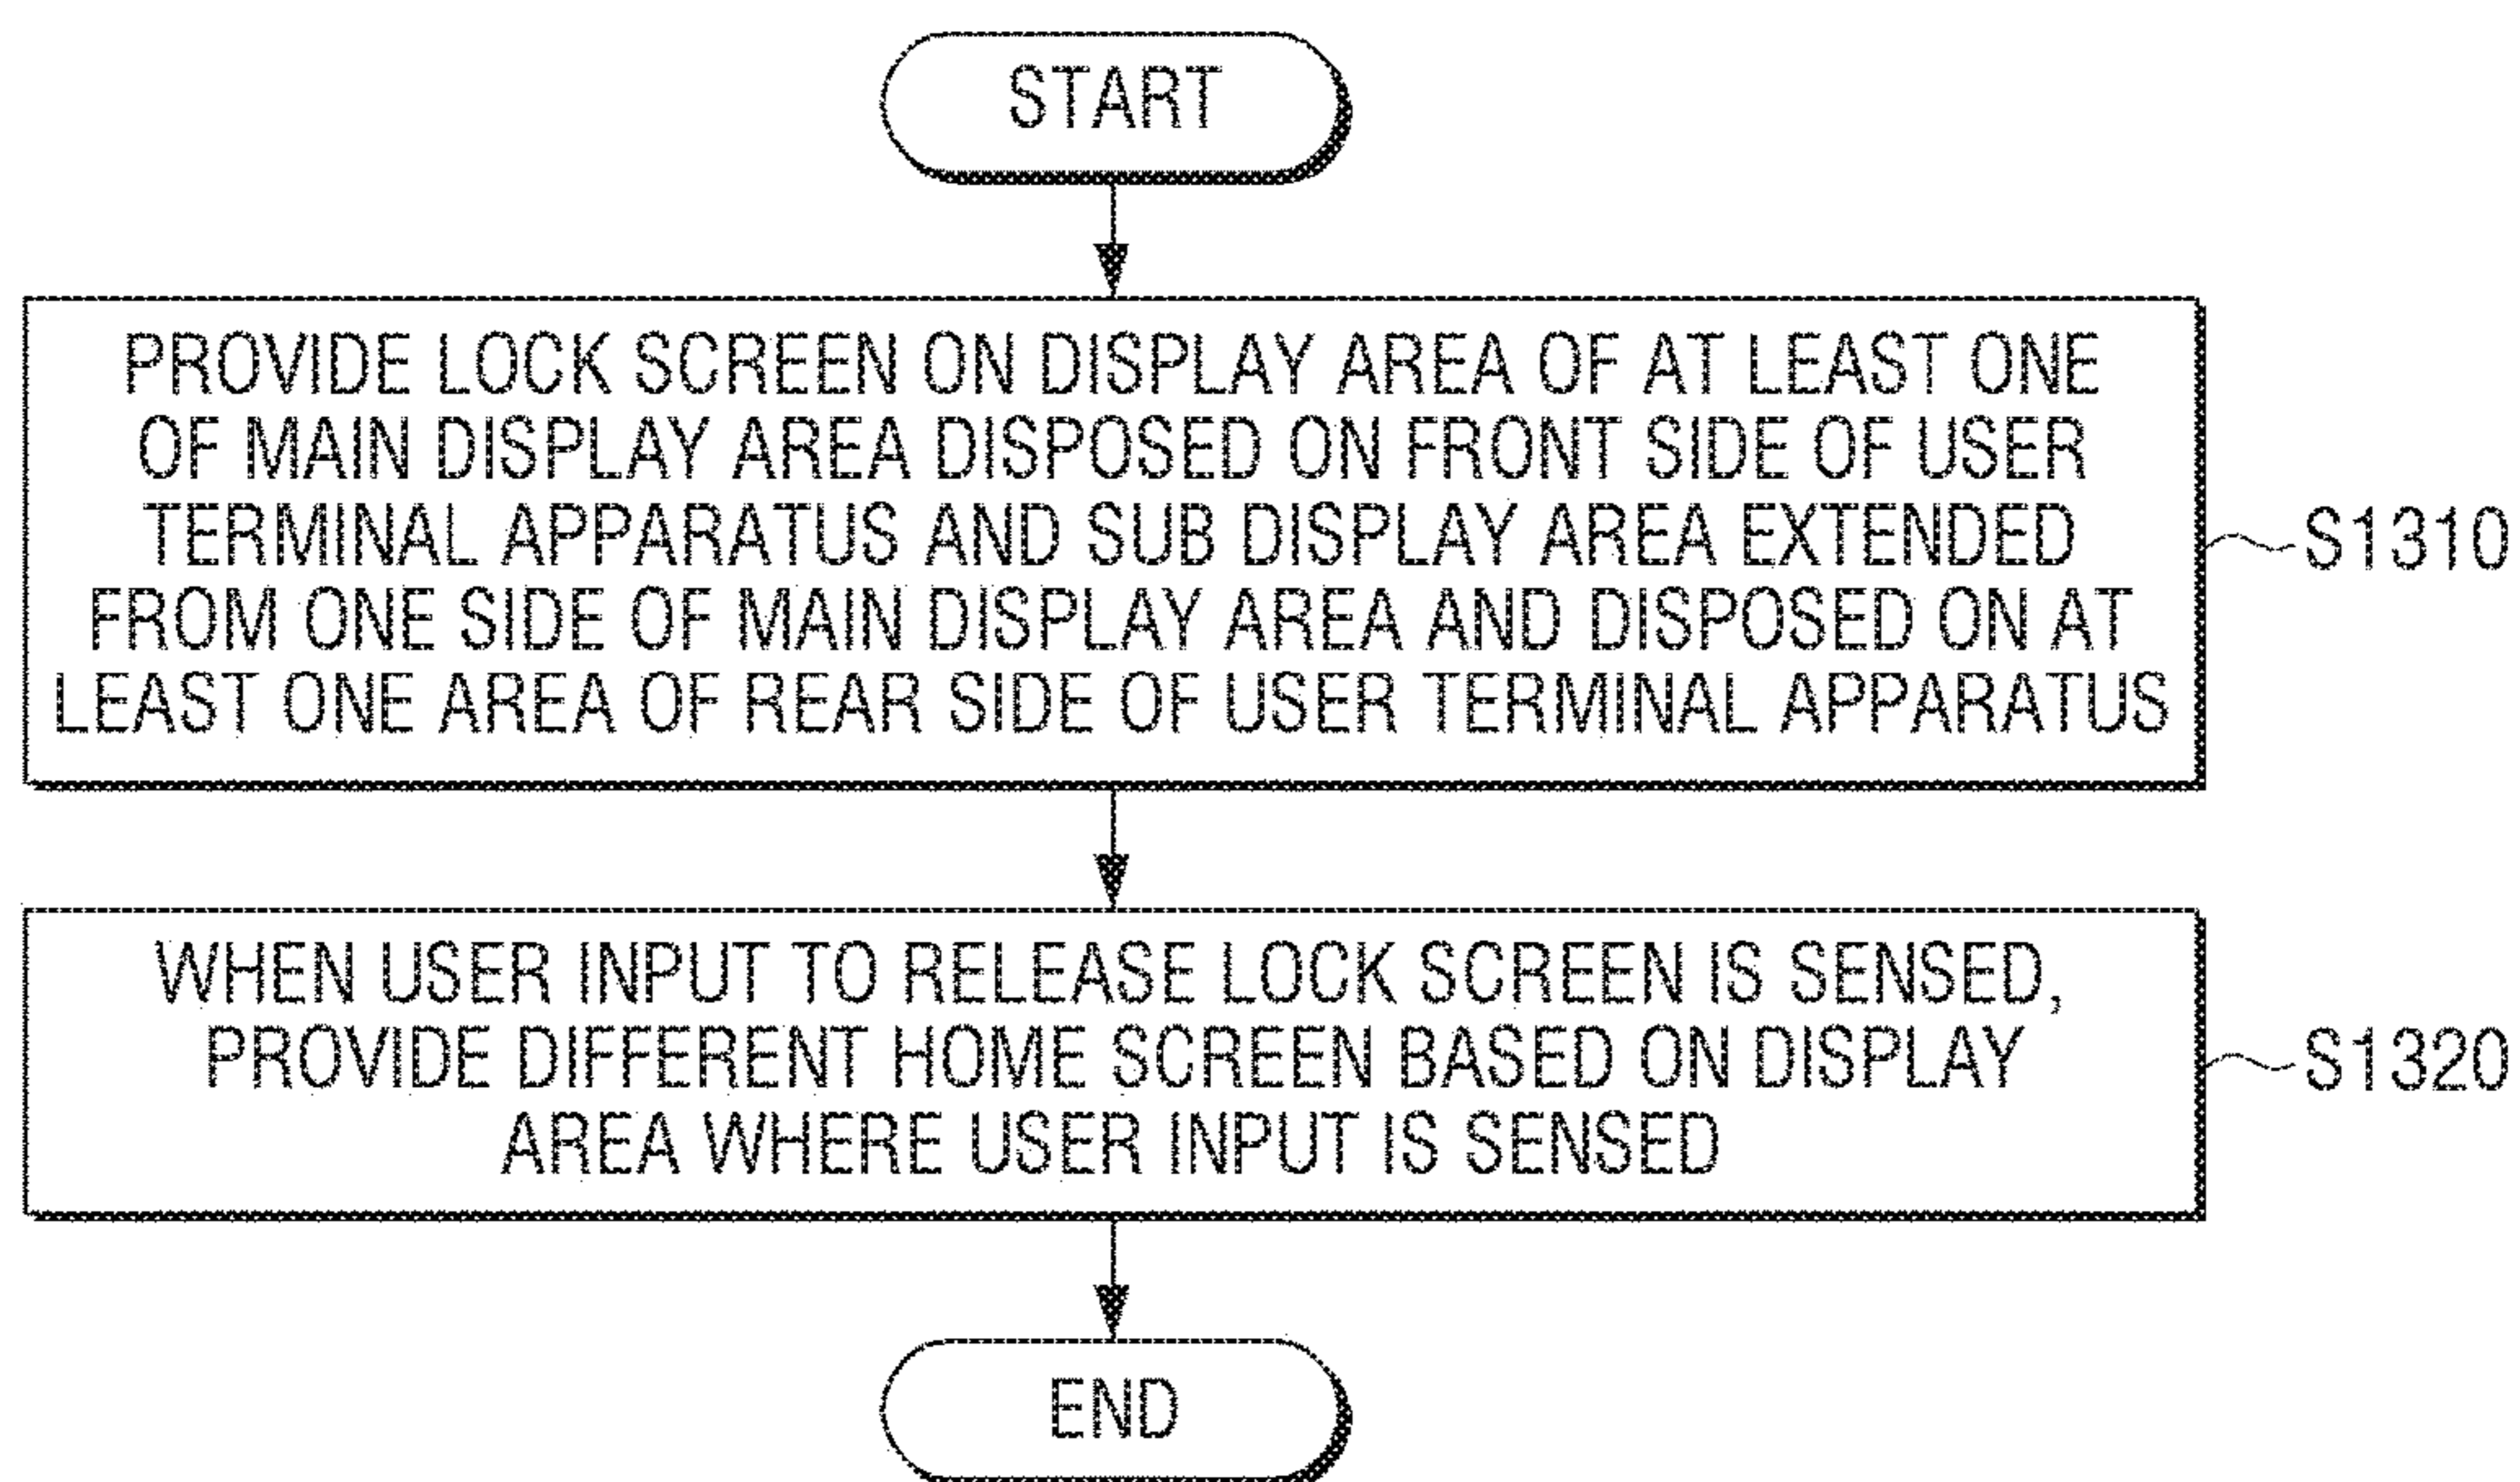 START
PROVIDE LOCK SCREEN ON DISPLAY AREA OF AT LEAST ONE
OF MAIN DISPLAY AREA DISPOSED ON FRONT SIDE OF USER
TERMINAL APPARATUS AND SUB DISPLAY AREA EXTENDED
FROM ONE SIDE OF MAIN DISPLAY AREA AND DISPOSED ON AT
LEAST ONE AREA OF REAR SIDE OF USER TERMINAL APPARATUS
S1310
WHEN USER INPUT TO RELEASE LOCK SCREEN IS SENSED,
PROVIDE DIFFERENT HOME SCREEN BASED ON DISPLAY
AREA WHERE USER INPUT IS SENSED
S1320
END